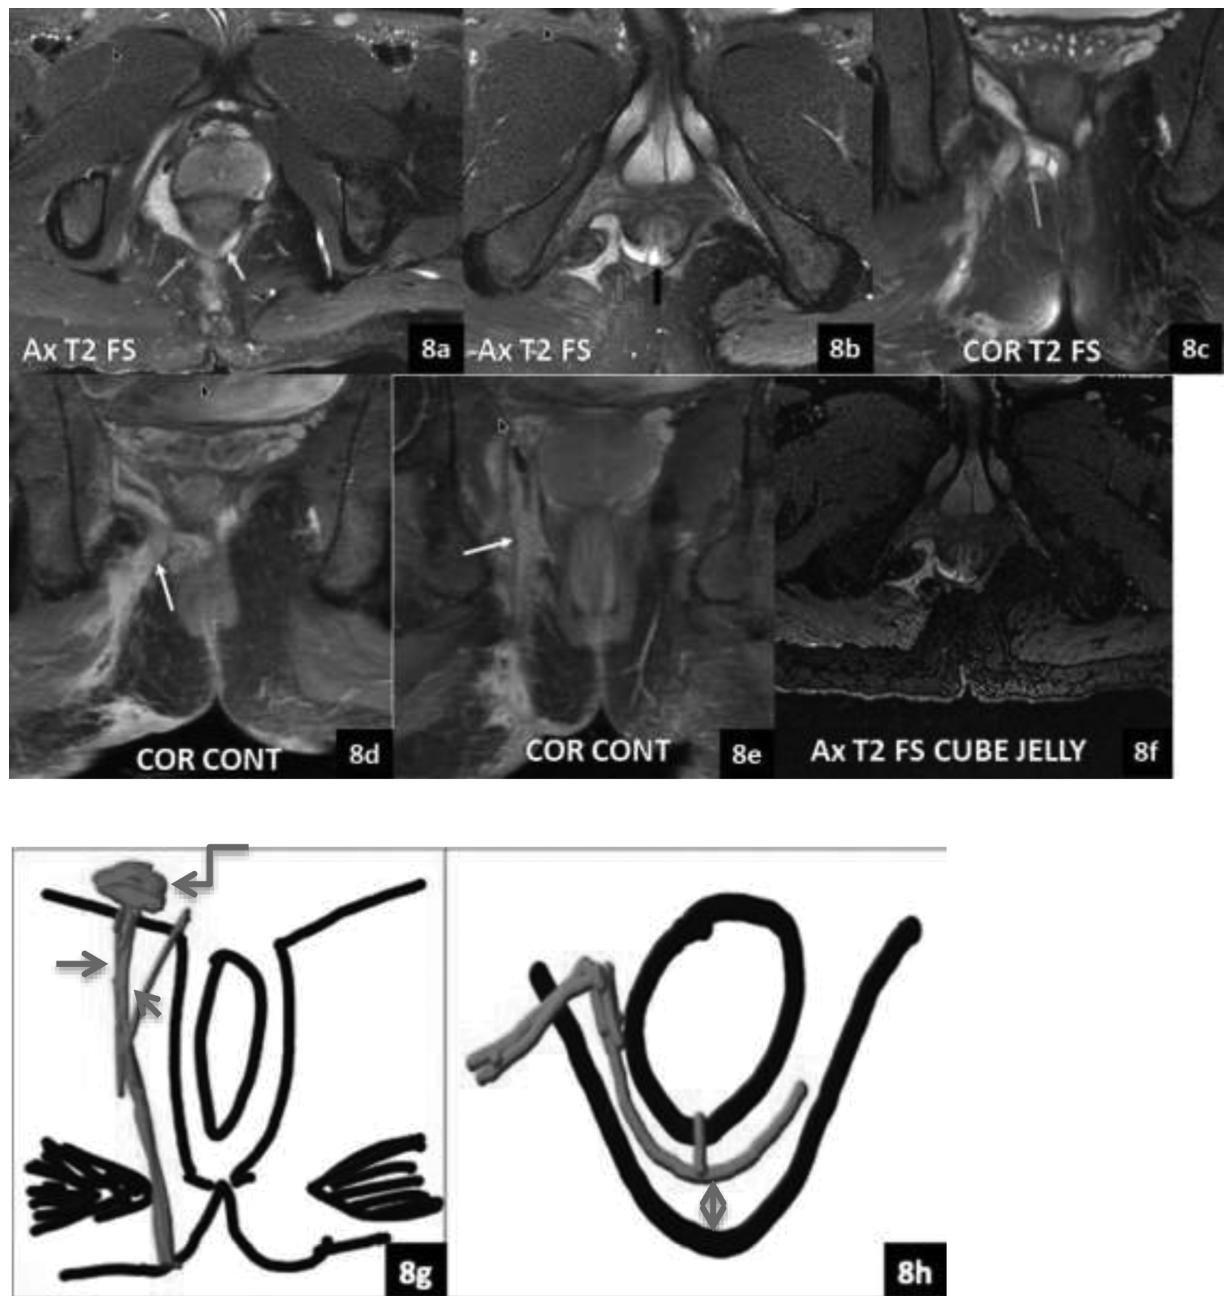 Ax T2 FS
8a
Ax T2 FS
8b
COR T2 FS
8c
COR CONT
8d
COR CONT
8e
Ax T2 FS CUBE JELLY
8f
8g
8h